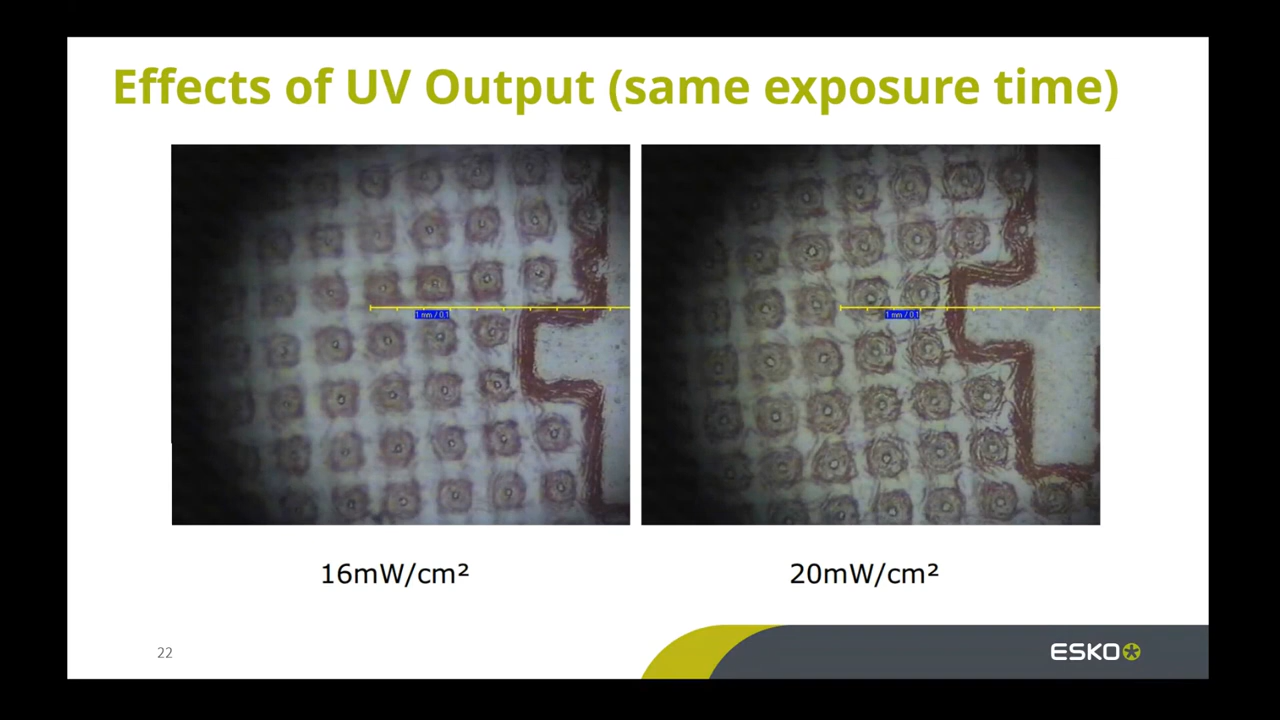 Effects of UV Output (same exposure time)
1 mm / 0.1
1 mm / 0.1
16mW/cm²
20mW/cm²
22
ESKO